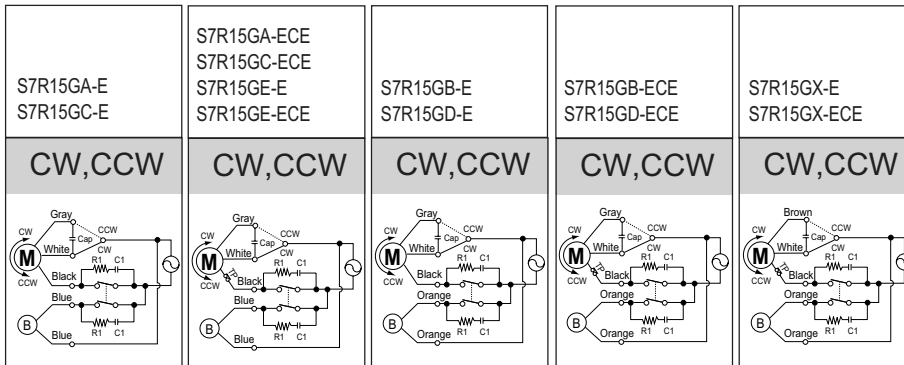 S7R15GA-E
S7R15GC-E
CW,CCW
Gray
CW
CCW
Cap
White
CW
M
R1 C1
Black
CCW
Blue
B
R1 C1
Blue
S7R15GA-ECE
S7R15GC-ECE
S7R15GE-E
S7R15GE-ECE
CW,CCW
Gray
CW
CCW
Cap
White
CW
M
R1 C1
TP
Black
CCW
Blue
B
R1 C1
Blue
S7R15GB-E
S7R15GD-E
CW,CCW
Gray
CW
CCW
Cap
White
CW
M
R1 C1
Black
CCW
Orange
B
R1 C1
Orange
S7R15GB-ECE
S7R15GD-ECE
CW,CCW
Gray
CW
CCW
Cap
White
CW
M
R1 C1
TP
Black
CCW
Orange
B
R1 C1
Orange
S7R15GX-E
S7R15GX-ECE
CW,CCW
Brown
CW
CCW
Cap
White
CW
M
R1 C1
TP
Black
CCW
Orange
B
R1 C1
Orange